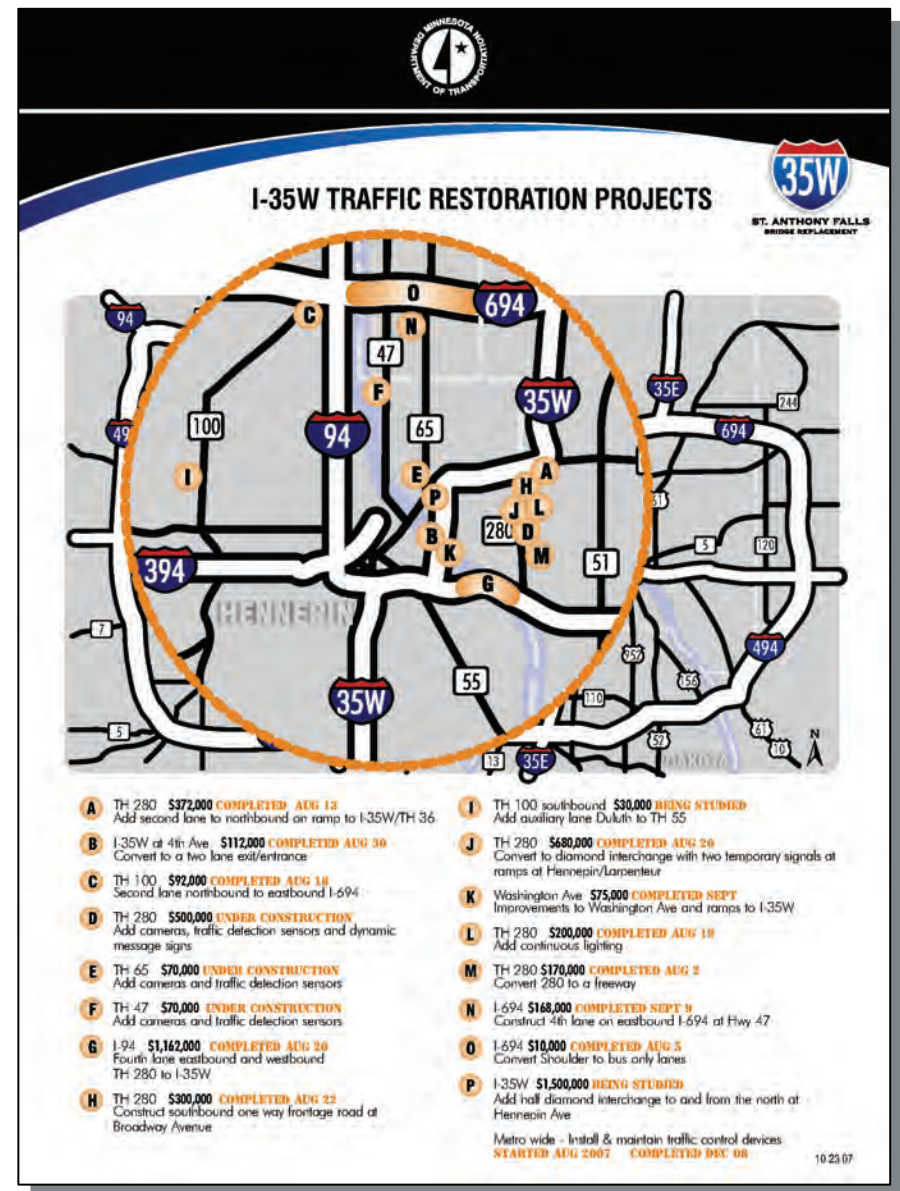 MINNESOTA
DEPARTMENT OF TRANSPORTATION
35W
ST. ANTHONY FALLS
BRIDGE REPLACEMENT
I-35W TRAFFIC RESTORATION PROJECTS
94
C
O
694
N
47
F
35W
35E
244
49
100
94
65
694
I
E
A
P
H
61
J
L
B
280
D
5
120
K
M
394
G
51
HENNEPIN
7
952
494
35W
55
156
110
5
52
61
N
13
35E
DAKOTA
10
A TH 280 $372,000 COMPLETED AUG 13
Add second lane to northbound on ramp to I-35W/TH 36
B I-35W at 4th Ave $112,000 COMPLETED AUG 30
Convert to a two lane exit/entrance
C TH 100 $92,000 COMPLETED AUG 18
Second lane northbound to eastbound I-694
D TH 280 $500,000 UNDER CONSTRUCTION
Add cameras, traffic detection sensors and dynamic
message signs
E TH 65 $70,000 UNDER CONSTRUCTION
Add cameras and traffic detection sensors
F TH 47 $70,000 UNDER CONSTRUCTION
Add cameras and traffic detection sensors
G I-94 $1,162,000 COMPLETED AUG 20
Fourth lane eastbound and westbound
TH 280 to I-35W
H TH 280 $300,000 COMPLETED AUG 22
Construct southbound one way frontage road at
Broadway Avenue
I TH 100 southbound $30,000 BEING STUDIED
Add auxiliary lane Duluth to TH 55
J TH 280 $680,000 COMPLETED AUG 20
Convert to diamond interchange with two temporary signals at
ramps at Hennepin/Larpenteur
K Washington Ave $75,000 COMPLETED SEPT
Improvements to Washington Ave and ramps to I-35W
L TH 280 $200,000 COMPLETED AUG 19
Add continuous lighting
M TH 280 $170,000 COMPLETED AUG 2
Convert 280 to a freeway
N I-694 $168,000 COMPLETED SEPT 9
Construct 4th lane on eastbound I-694 at Hwy 47
O I-694 $10,000 COMPLETED AUG 5
Convert Shoulder to bus only lanes
P I-35W $1,500,000 BEING STUDIED
Add half diamond interchange to and from the north at
Hennepin Ave
Metro wide - Install & maintain traffic control devices
STARTED AUG 2007 COMPLETED DEC 08
10 23 07